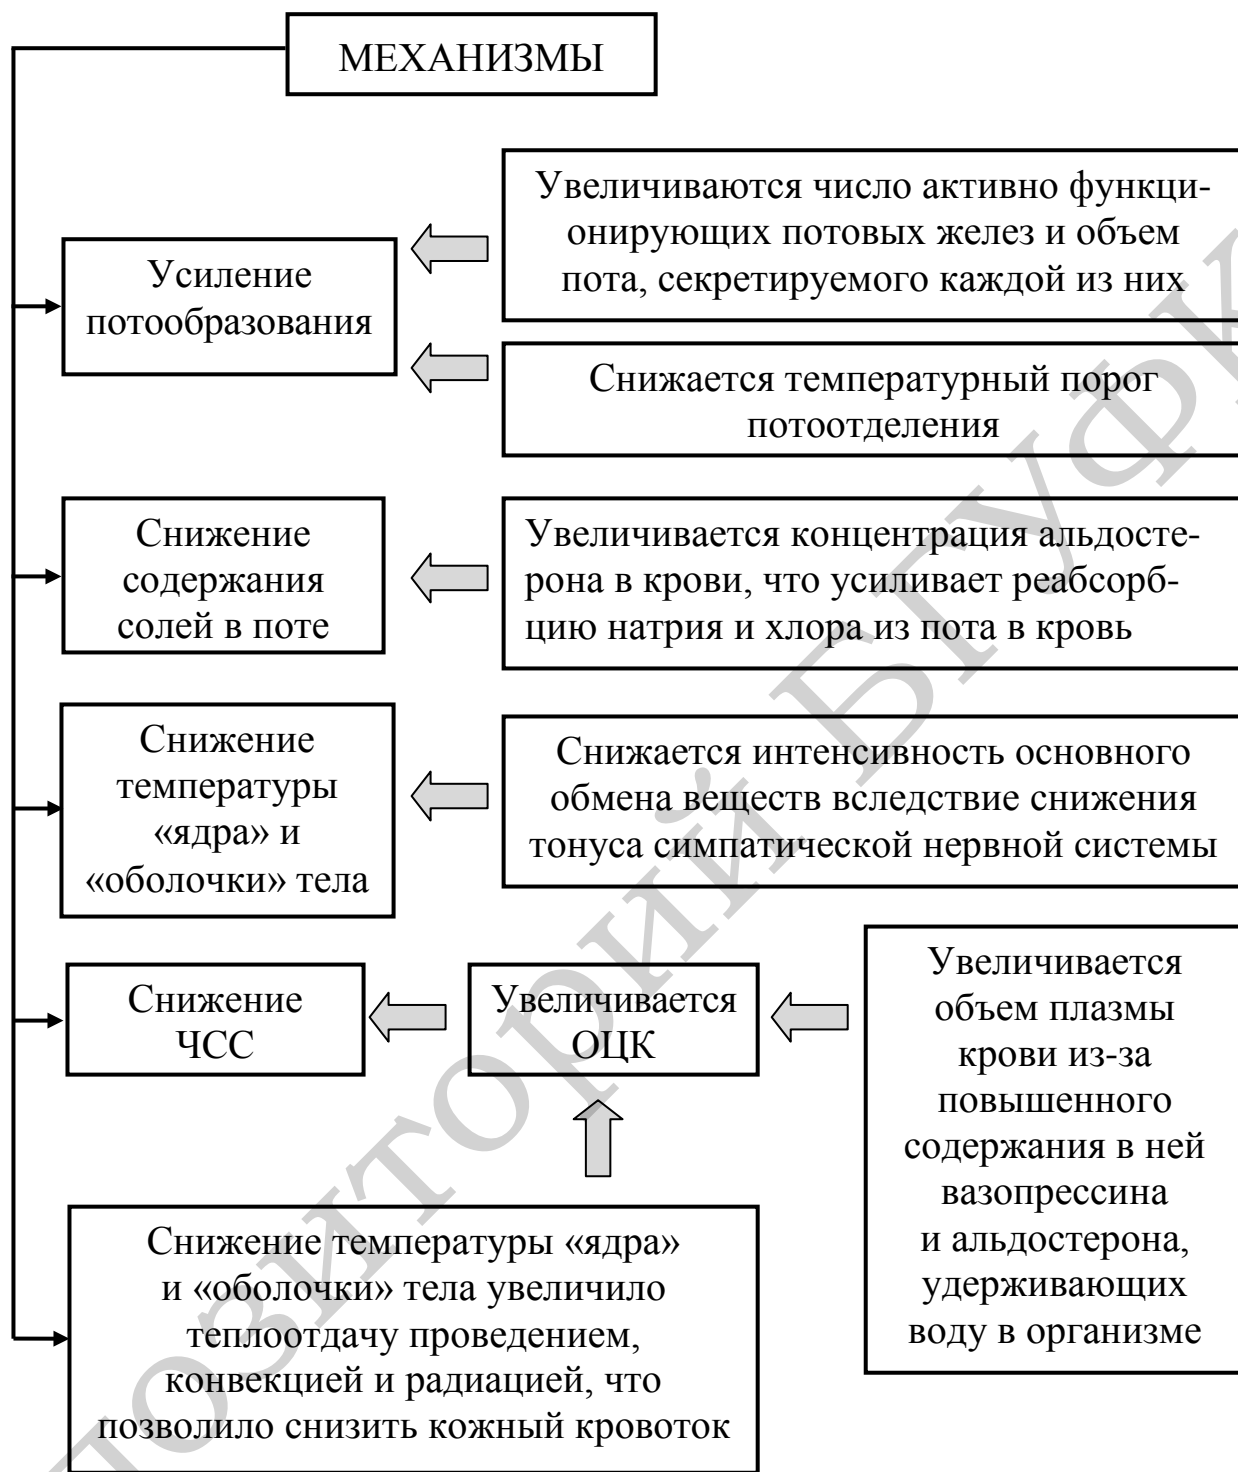 МЕХАНИЗМЫ
Усиление
потообразования
Увеличиваются число активно функци-
онирующих потовых желез и объем
пота, секретируемого каждой из них
Снижается температурный порог
потоотделения
Снижение
содержания
солей в поте
Увеличивается концентрация альдосте-
рона в крови, что усиливает реабсорб-
цию натрия и хлора из пота в кровь
Снижение
температуры
«ядра» и
«оболочки» тела
Снижается интенсивность основного
обмена веществ вследствие снижения
тонуса симпатической нервной системы
Снижение
ЧСС
Увеличивается
ОЦК
Увеличивается
объем плазмы
крови из-за
повышенного
содержания в ней
вазопрессина
и альдостерона,
удерживающих
воду в организме
Снижение температуры «ядра»
и «оболочки» тела увеличило
теплоотдачу проведением,
конвекцией и радиацией, что
позволило снизить кожный кровоток
позиторий БГУФК